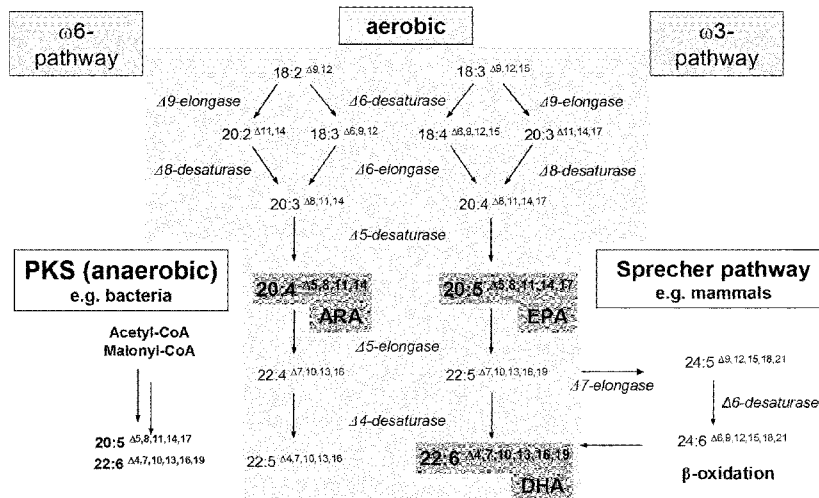 ω6-
pathway
aerobic
ω3-
pathway
18:2 Δ9,12
18:3 Δ9,12,15
Δ9-elongase
Δ6-desaturase
Δ9-elongase
20:2 Δ11,14
18:3 Δ6,9,12
18:4 Δ6,9,12,15
20:3 Δ11,14,17
Δ8-desaturase
Δ6-elongase
Δ8-desaturase
20:3 Δ8,11,14
20:4 Δ8,11,14,17
Δ5-desaturase
PKS (anaerobic)
e.g. bacteria
20:4 Δ5,8,11,14
ARA
20:5 Δ5,8,11,14,17
EPA
Sprecher pathway
e.g. mammals
Acetyl-CoA
Malonyl-CoA
Δ5-elongase
22:4 Δ7,10,13,16
22:5 Δ7,10,13,16,19
Δ7-elongase
24:5 Δ9,12,15,18,21
Δ4-desaturase
Δ6-desaturase
20:5 Δ5,8,11,14,17
22:6 Δ4,7,10,13,16,19
22:5 Δ4,7,10,13,16
22:6 Δ4,7,10,13,16,19
DHA
24:6 Δ6,9,12,15,18,21
β-oxidation